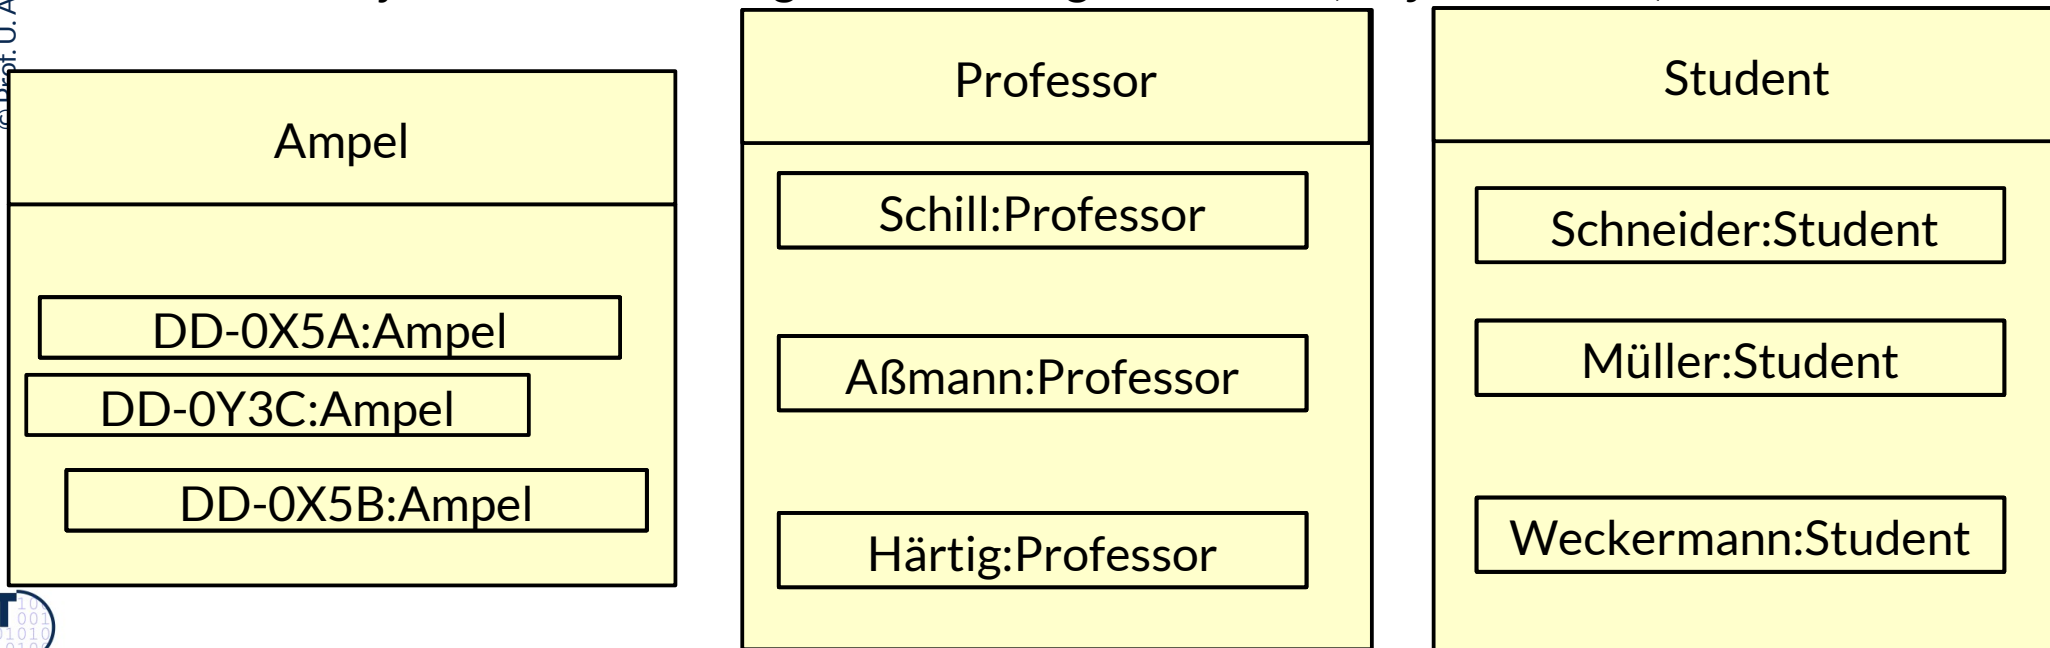 Ampel
DD-0X5A:Ampel
DD-0Y3C:Ampel
DD-0X5B:Ampel
Professor
Schill:Professor
Aßmann:Professor
Härtig:Professor
Student
Schneider:Student
Müller:Student
Weckermann:Student